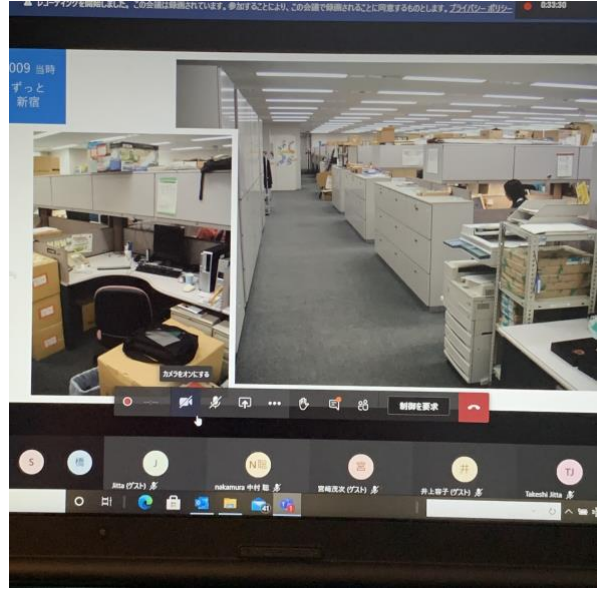 レコーディングを開始しました。この会議は録画されています。参加することにより、この会議で録画されることに同意するものとします。プライバシー ポリシー
0:33:30
009 当時
ずっと
新宿
カメラをオンにする
制御を要求
S
橋
J
N聡
宮
井
TJ
Jitta (ゲスト)
nakamura 中村 聡
宮崎茂次 (ゲスト)
井上容子 (ゲスト)
Takeshi Jitta
41